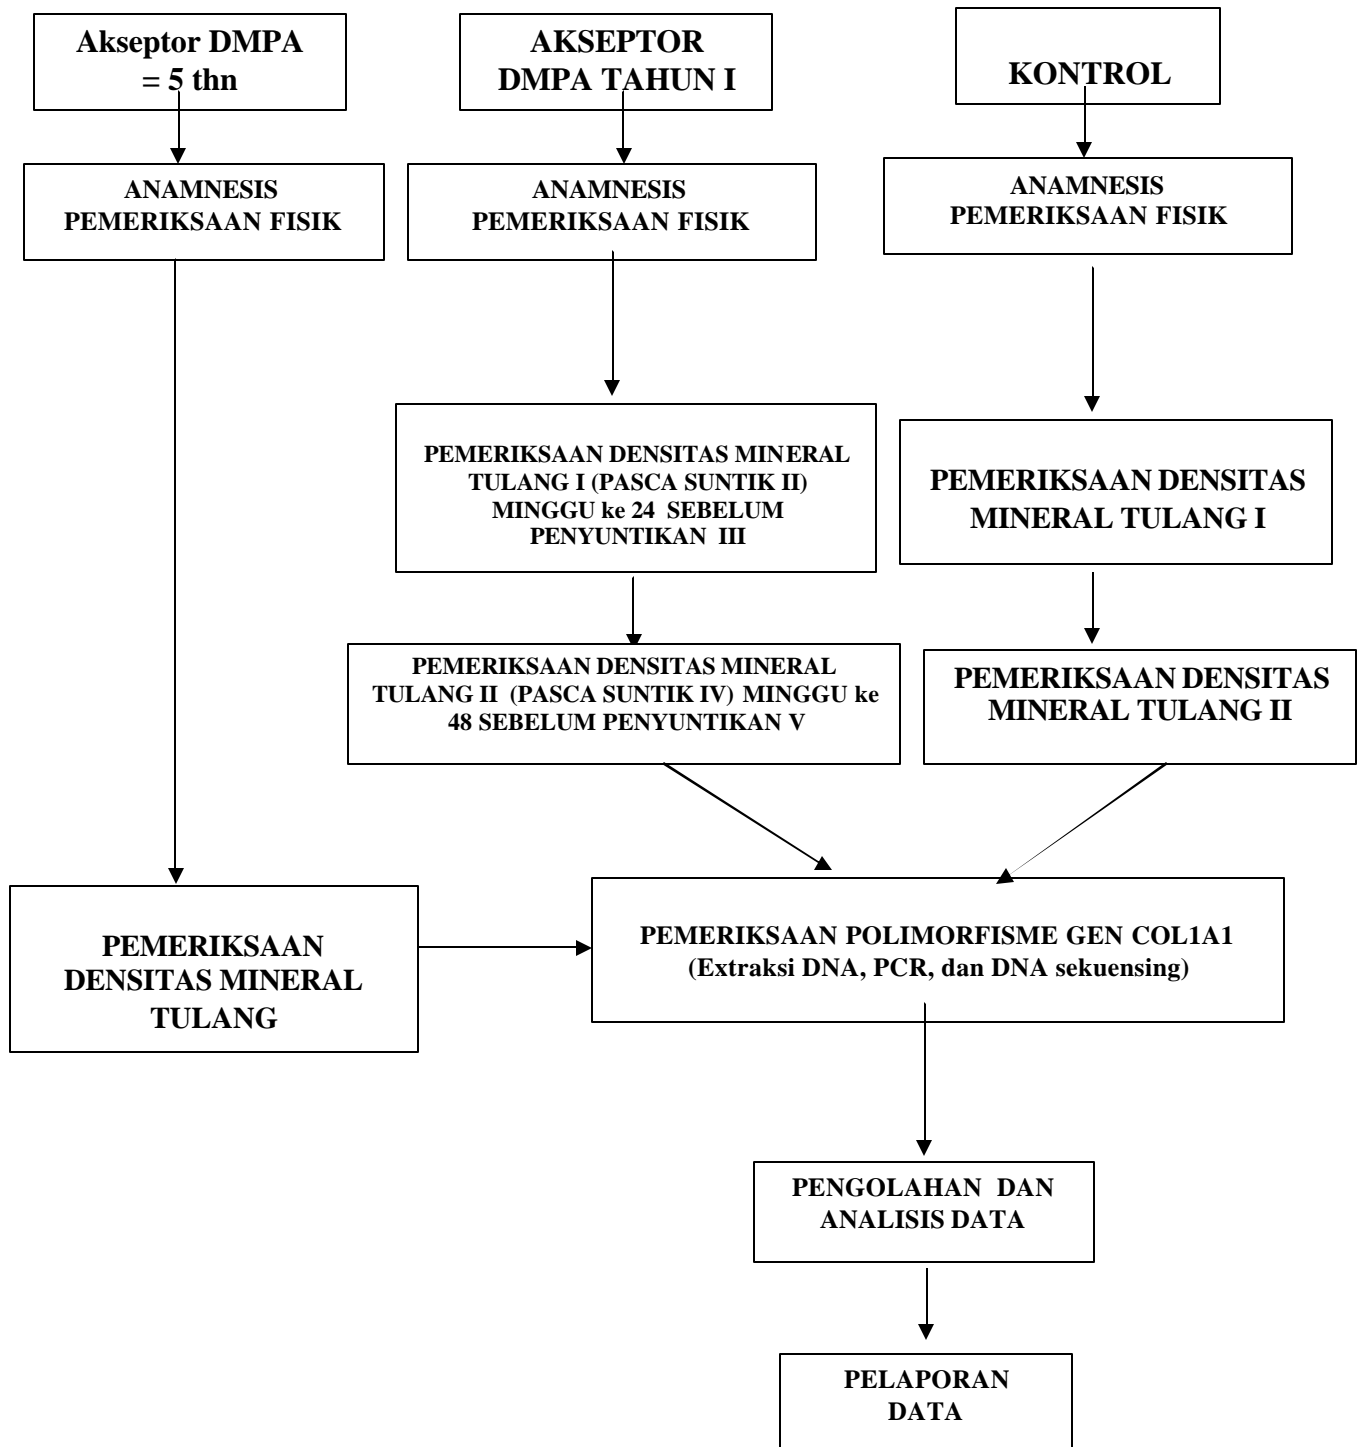 Akseptor DMPA
= 5 thn
AKSEPTOR
DMPA TAHUN I
KONTROL
ANAMNESIS
PEMERIKSAAN FISIK
ANAMNESIS
PEMERIKSAAN FISIK
ANAMNESIS
PEMERIKSAAN FISIK
PEMERIKSAAN DENSITAS MINERAL
TULANG I (PASCA SUNTIK II)
MINGGU ke 24 SEBELUM
PENYUNTIKAN III
PEMERIKSAAN DENSITAS
MINERAL TULANG I
PEMERIKSAAN DENSITAS MINERAL
TULANG II (PASCA SUNTIK IV) MINGGU ke
48 SEBELUM PENYUNTIKAN V
PEMERIKSAAN DENSITAS
MINERAL TULANG II
PEMERIKSAAN
DENSITAS MINERAL
TULANG
PEMERIKSAAN POLIMORFISME GEN COL1A1
(Extraksi DNA, PCR, dan DNA sekuensing)
PENGOLAHAN DAN
ANALISIS DATA
PELAPORAN
DATA